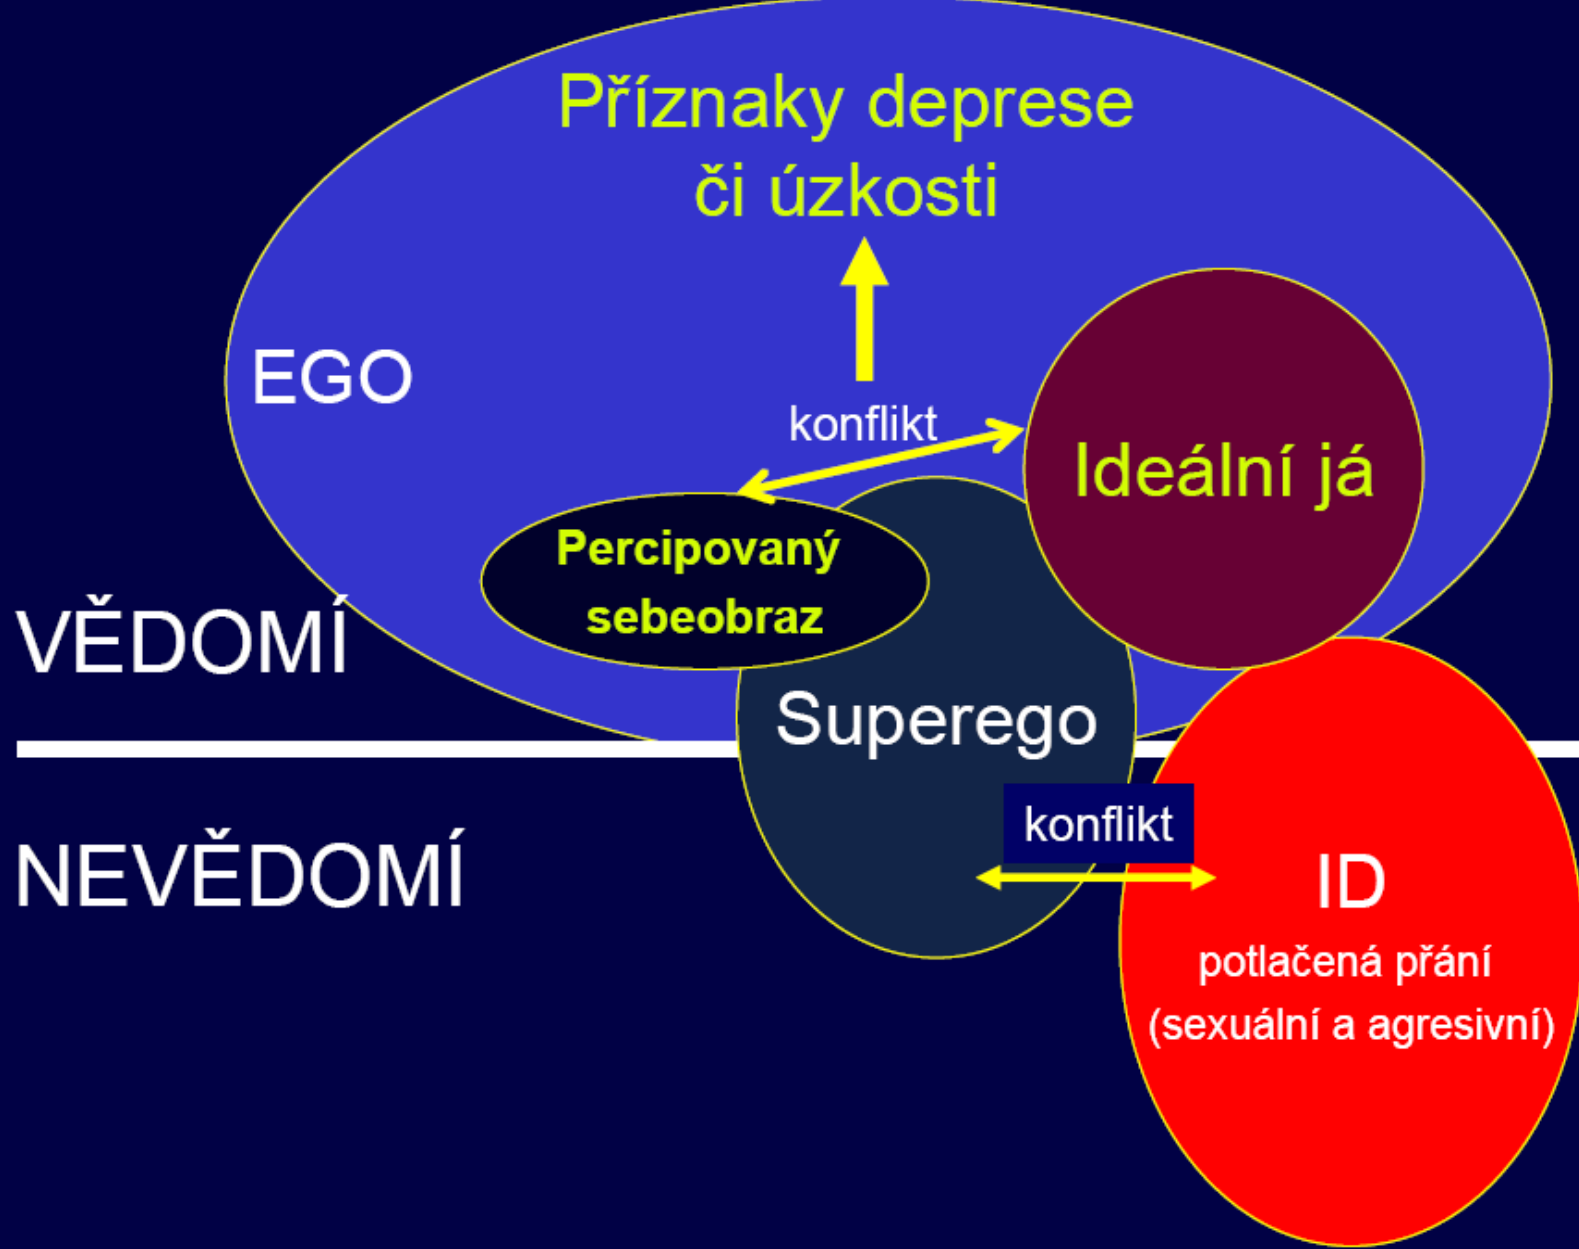 Příznaky deprese
či úzkosti
EGO
konflikt
Ideální já
Percipovaný
sebeobraz
VĚDOMÍ
Superego
konflikt
NEVĚDOMÍ
ID
potlačená přání
(sexuální a agresivní)